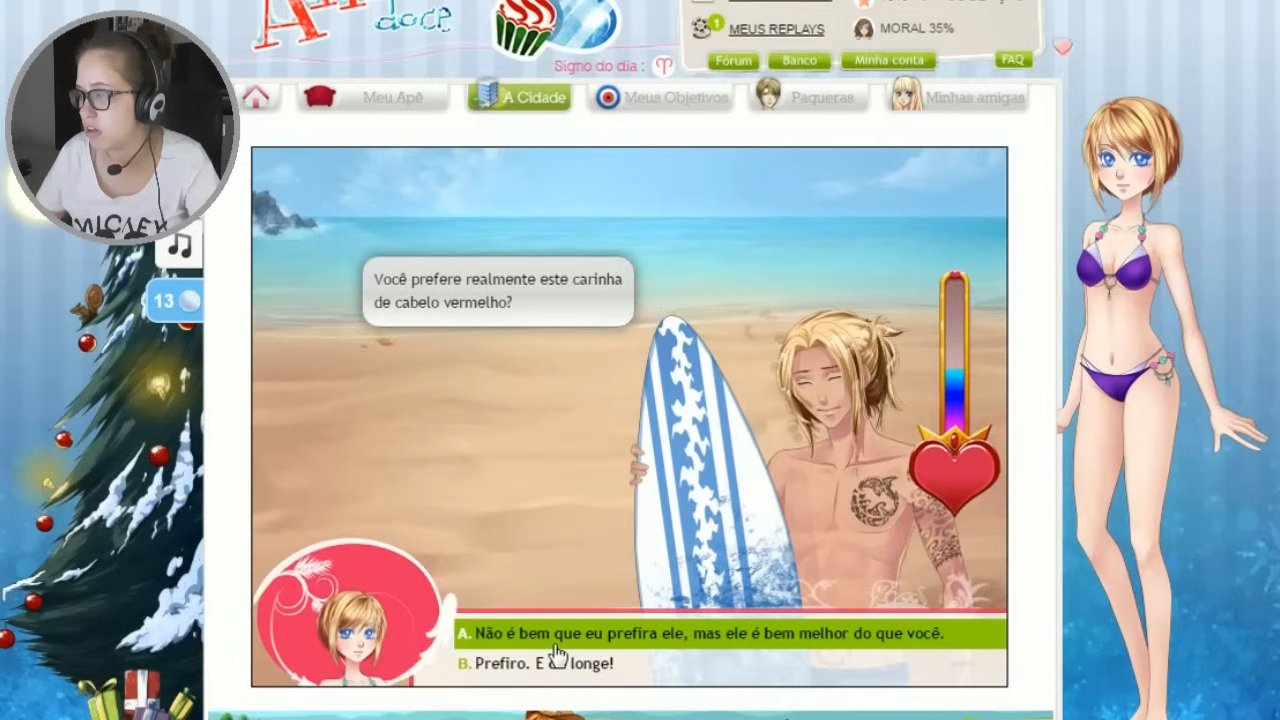 doce
1
MEUS REPLAYS
MORAL 35%
Signo do dia :
Fórum
Banco
Minha conta
FAQ
Meu Apê
A Cidade
Meus Objetivos
Paqueras
Minhas amigas
13
Você prefere realmente este carinha
de cabelo vermelho?
A. Não é bem que eu prefira ele, mas ele é bem melhor do que você.
B. Prefiro. E longe!